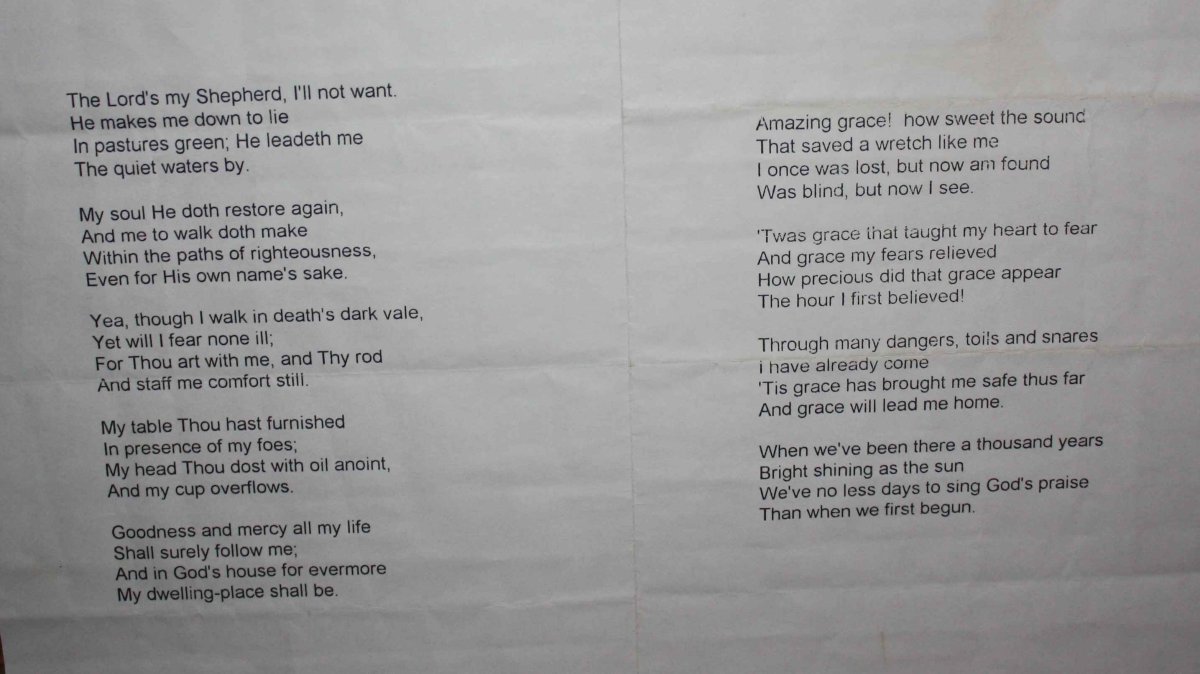 The Lord's my Shepherd, I'll not want.
He makes me down to lie
In pastures green; He leadeth me
The quiet waters by.

My soul He doth restore again,
And me to walk doth make
Within the paths of righteousness,
Even for His own name's sake.

Yea, though I walk in death's dark vale,
Yet will I fear none ill;
For Thou art with me, and Thy rod
And staff me comfort still.

My table Thou hast furnished
In presence of my foes;
My head Thou dost with oil anoint,
And my cup overflows.

Goodness and mercy all my life
Shall surely follow me;
And in God's house for evermore
My dwelling-place shall be.

Amazing grace!  how sweet the sound
That saved a wretch like me
I once was lost, but now am found
Was blind, but now I see.

'Twas grace that taught my heart to fear
And grace my fears relieved
How precious did that grace appear
The hour I first believed!

Through many dangers, toils and snares
I have already come
'Tis grace has brought me safe thus far
And grace will lead me home.

When we've been there a thousand years
Bright shining as the sun
We've no less days to sing God's praise
Than when we first begun.